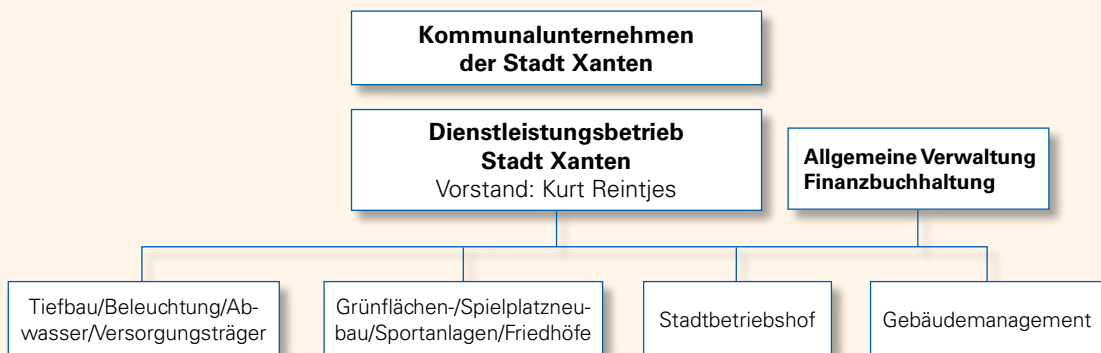 Kommunalunternehmen
der Stadt Xanten
Dienstleistungsbetrieb
Stadt Xanten
Vorstand: Kurt Reintjes
Allgemeine Verwaltung
Finanzbuchhaltung
Tiefbau/Beleuchtung/Ab-
wasser/Versorgungsträger
Grünflächen-/Spielplatzneu-
bau/Sportanlagen/Friedhöfe
Stadtbetriebshof
Gebäudemanagement